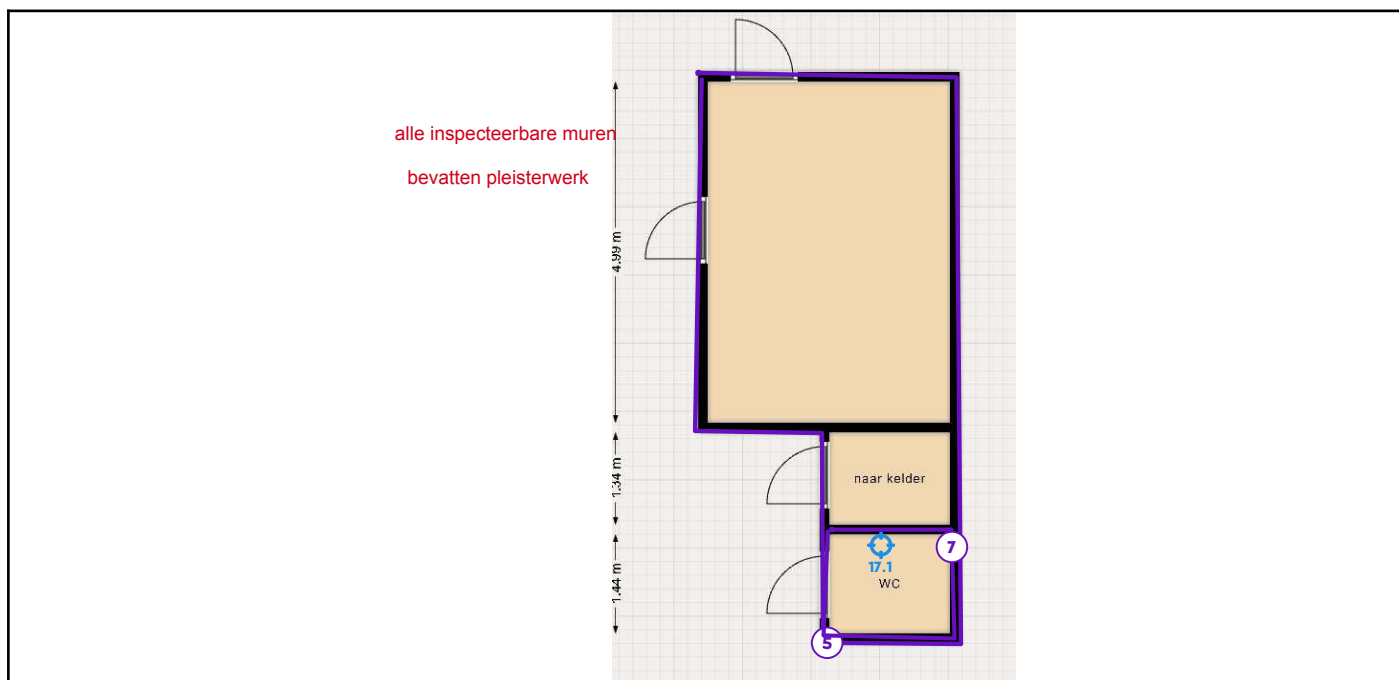 alle inspecteerbare muren
bevatten pleisterwerk
4.99 m
1.34 m
naar kelder
7
17.1
WC
1.44 m
5